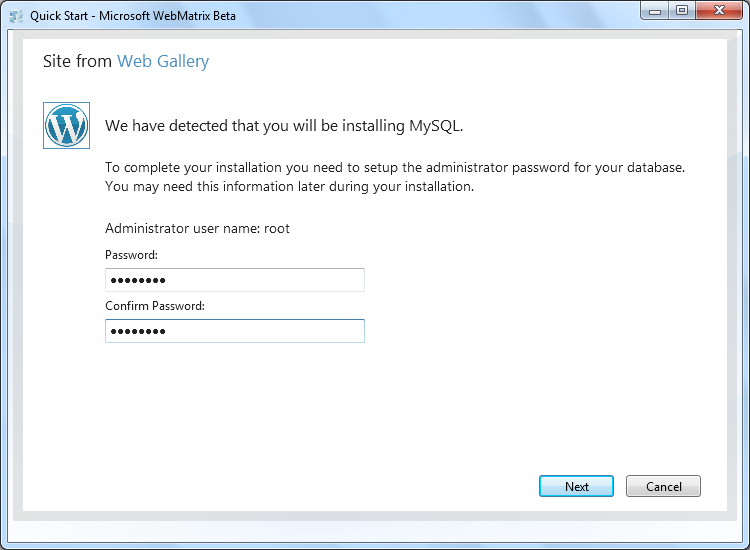 Quick Start - Microsoft WebMatrix Beta
Site from Web Gallery
We have detected that you will be installing MySQL.
To complete your installation you need to setup the administrator password for your database.
You may need this information later during your installation.
Administrator user name: root
Password:
●●●●●●●●
Confirm Password:
●●●●●●●●
Next Cancel